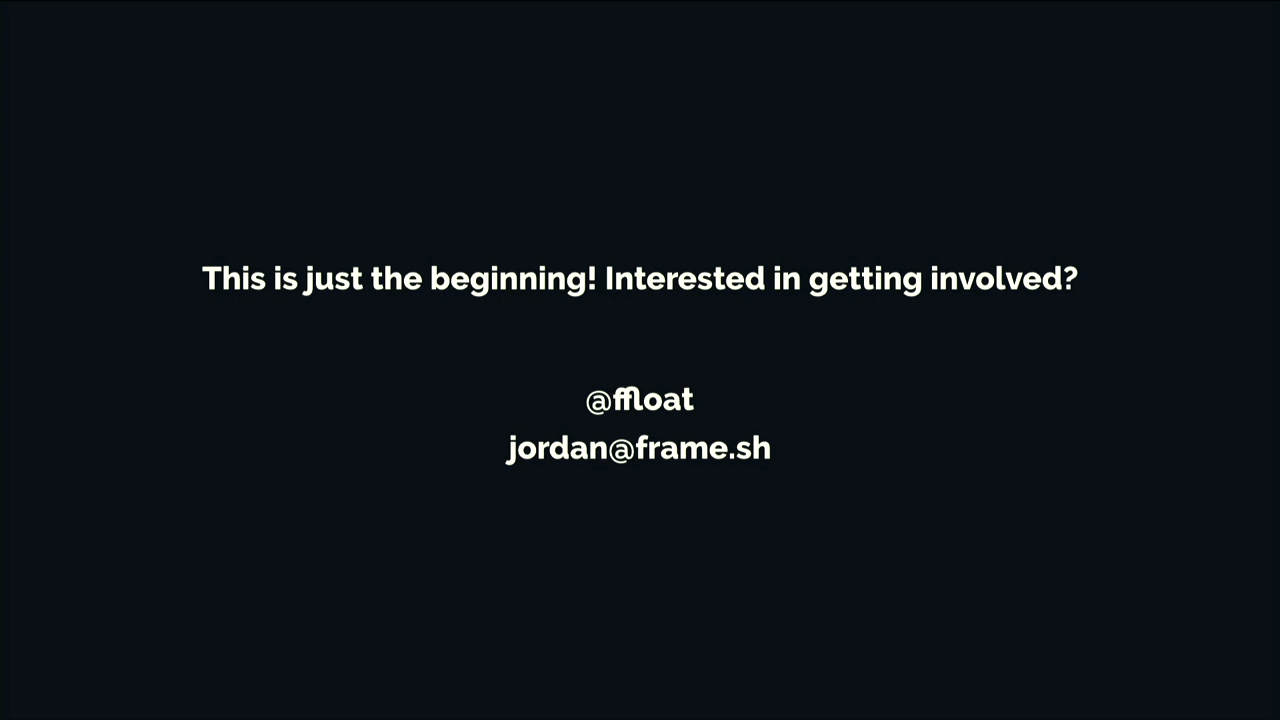 This is just the beginning! Interested in getting involved?
@ffloat
jordan@frame.sh